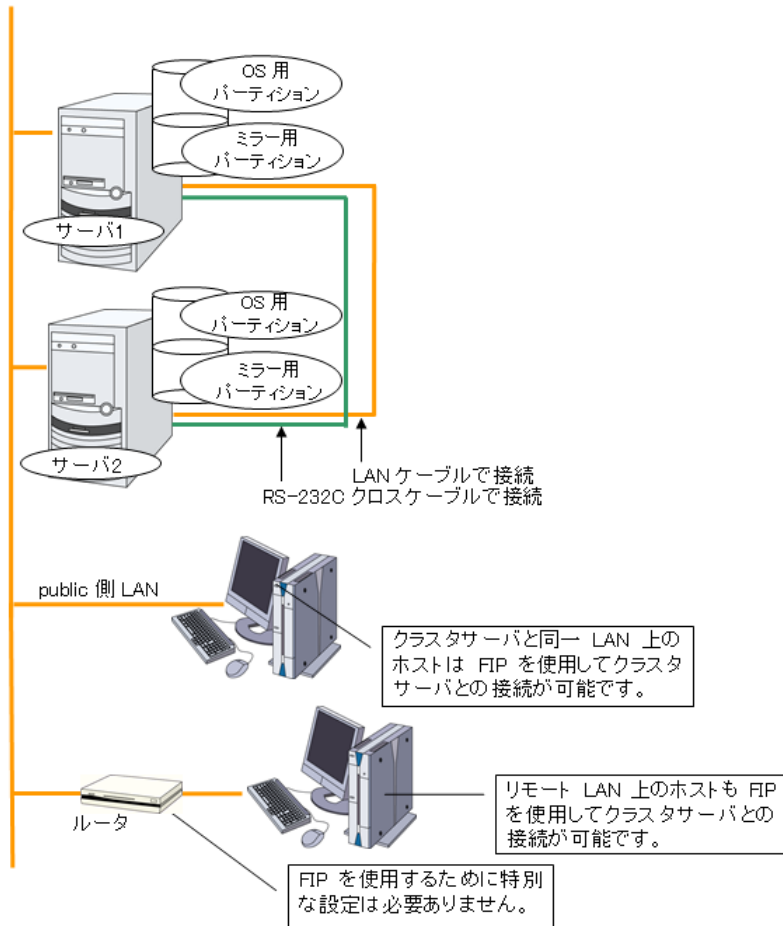 OS 用
パーティション
ミラー用
パーティション
サーバ1
OS 用
パーティション
ミラー用
パーティション
サーバ2
LAN ケーブルで接続
RS-232C クロスケーブルで接続
public 側 LAN
クラスタサーバと同一 LAN 上の
ホストは FIP を使用してクラスタ
サーバとの接続が可能です。
リモート LAN 上のホストも FIP
を使用してクラスタサーバとの
接続が可能です。
ルータ
FIP を使用するために特別
な設定は必要ありません。